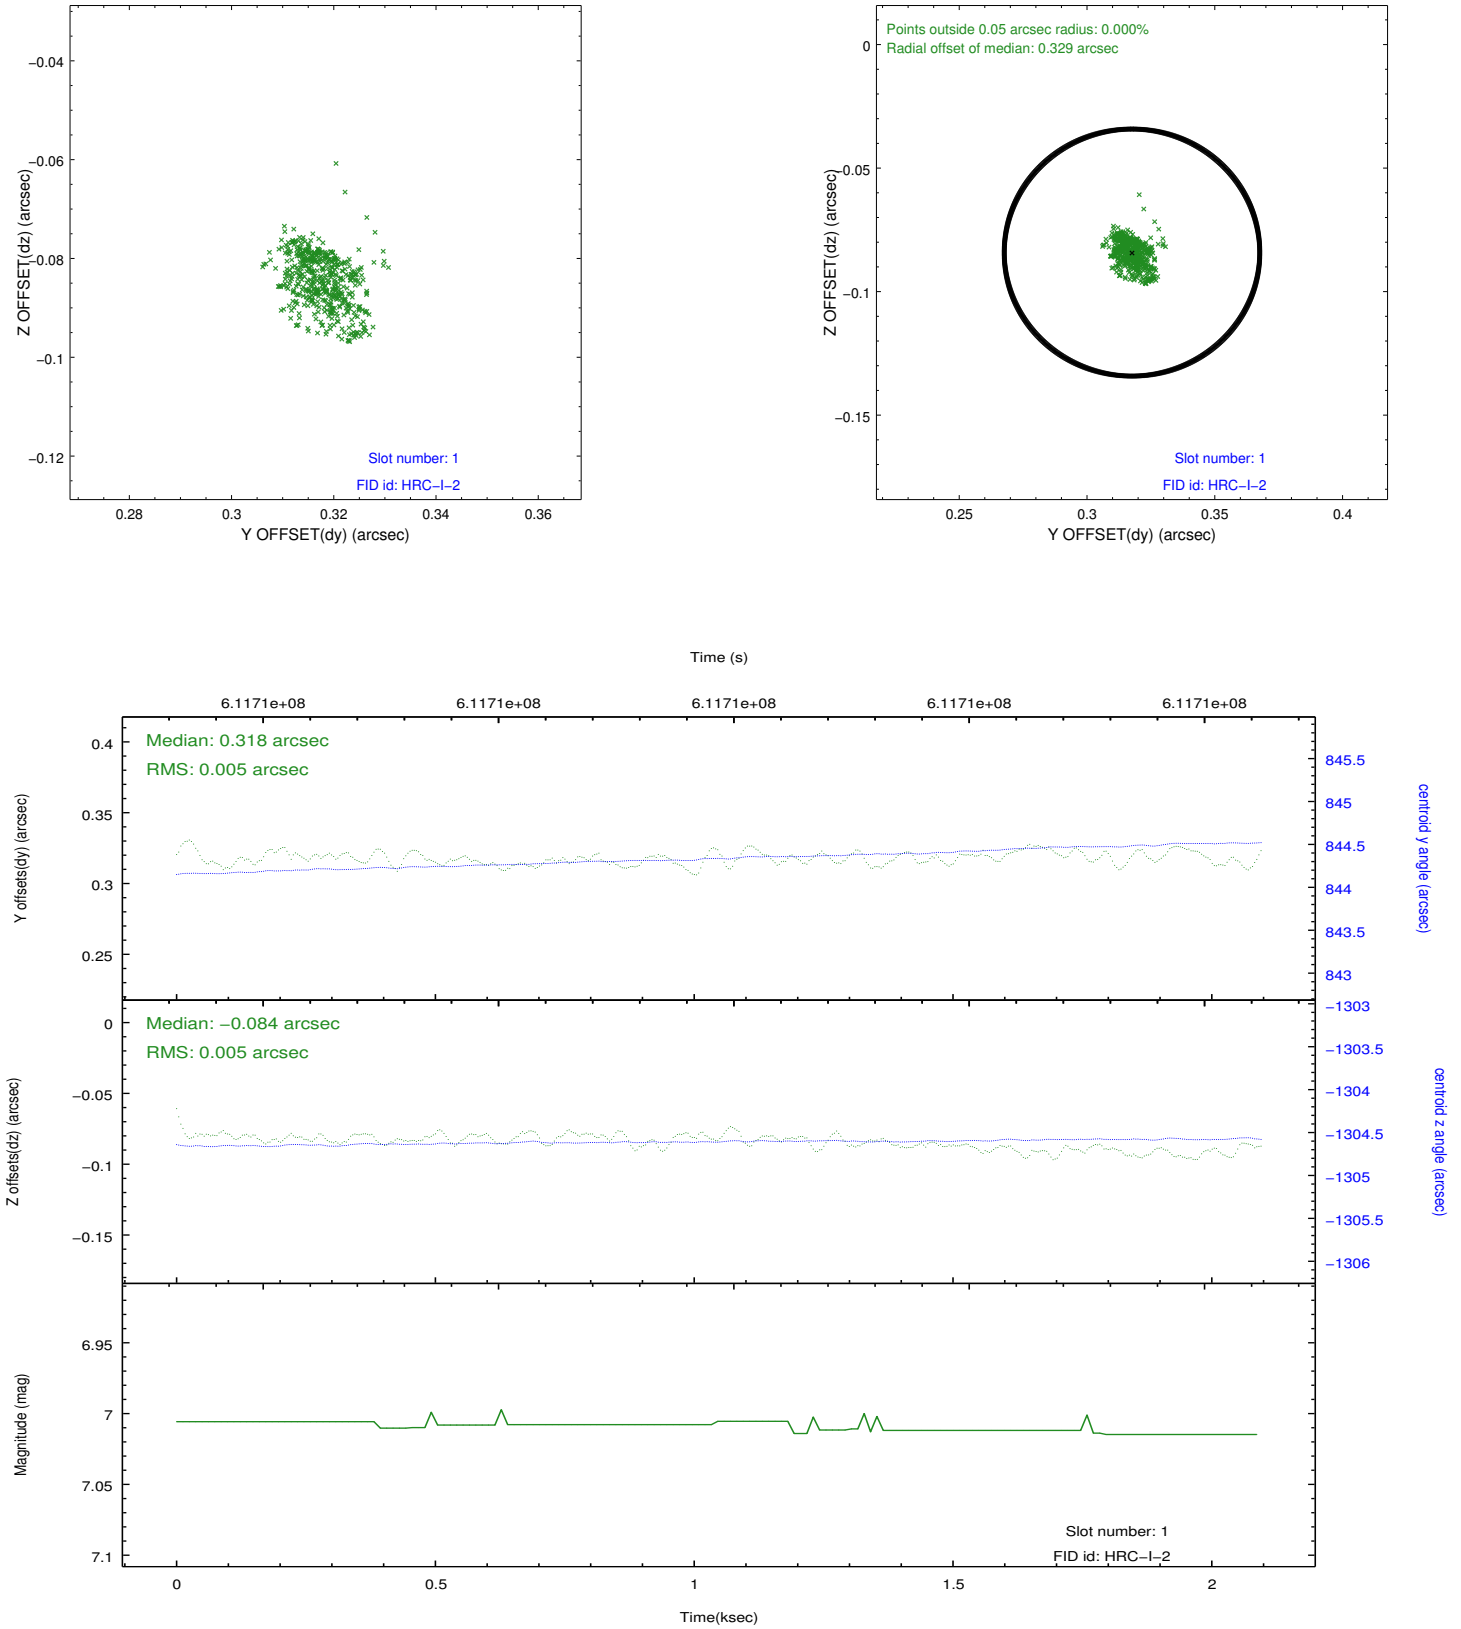 −0.04
−0.06
−0.08
−0.1
−0.12
Z OFFSET(dz) (arcsec)
Slot number: 1
FID id: HRC−I−2
0.28 0.3 0.32 0.34 0.36
Y OFFSET(dy) (arcsec)
Points outside 0.05 arcsec radius: 0.000%
Radial offset of median: 0.329 arcsec
0
−0.05
−0.1
−0.15
Z OFFSET(dz) (arcsec)
Slot number: 1
FID id: HRC−I−2
0.25 0.3 0.35 0.4
Y OFFSET(dy) (arcsec)
Time (s)
6.1171e+08 6.1171e+08 6.1171e+08 6.1171e+08 6.1171e+08
Median: 0.318 arcsec
RMS: 0.005 arcsec
0.4
0.35
0.3
0.25
Y offsets(dy) (arcsec)
845.5
845
844.5
844
843.5
843
centroid y angle (arcsec)
Median: −0.084 arcsec
RMS: 0.005 arcsec
0
−0.05
−0.1
−0.15
Z offsets(dz) (arcsec)
−1303
−1303.5
−1304
−1304.5
−1305
−1305.5
−1306
centroid z angle (arcsec)
6.95
7
7.05
7.1
Magnitude (mag)
Slot number: 1
FID id: HRC−I−2
0 0.5 1 1.5 2
Time(ksec)